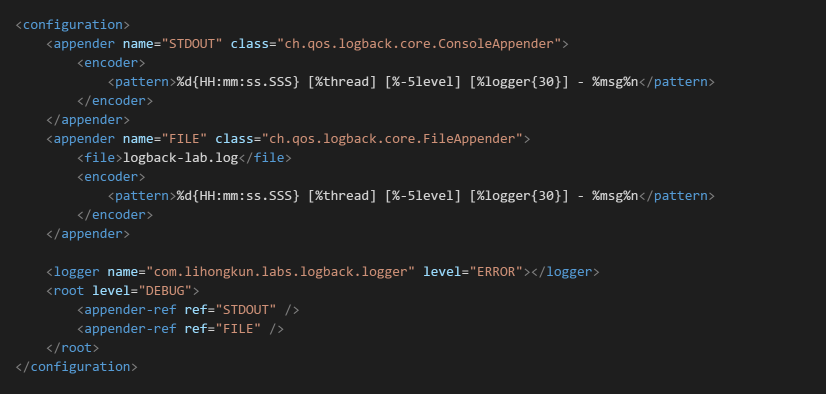 <configuration>
    <appender name="STDOUT" class="ch.qos.logback.core.ConsoleAppender">
        <encoder>
            <pattern>%d{HH:mm:ss.SSS} [%thread] [%-5level] [%logger{30}] - %msg%n</pattern>
        </encoder>
    </appender>
    <appender name="FILE" class="ch.qos.logback.core.FileAppender">
        <file>logback-lab.log</file>
        <encoder>
            <pattern>%d{HH:mm:ss.SSS} [%thread] [%-5level] [%logger{30}] - %msg%n</pattern>
        </encoder>
    </appender>

    <logger name="com.lihongkun.labs.logback.logger" level="ERROR"></logger>
    <root level="DEBUG">
        <appender-ref ref="STDOUT" />
        <appender-ref ref="FILE" />
    </root>
</configuration>